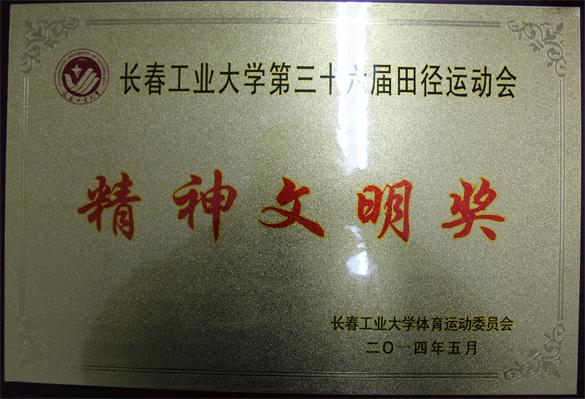 长春工业大学第三十六届田径运动会
精神文明奖
长春工业大学体育运动委员会
二〇一四年五月